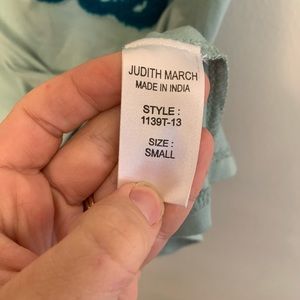 JUDITH MARCH
MADE IN INDIA
STYLE :
1139T-13
SIZE :
SMALL